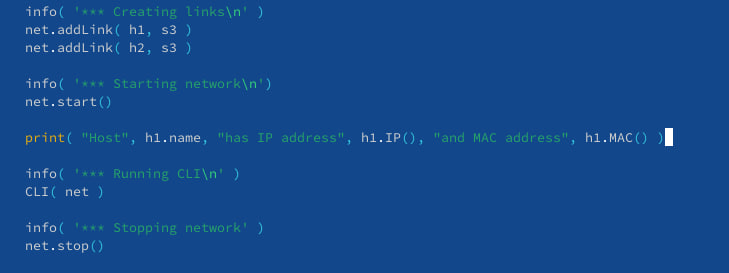 info( '*** Creating links\n' )
net.addLink( h1, s3 )
net.addLink( h2, s3 )
info( '*** Starting network\n')
net.start()
print( "Host", h1.name, "has IP address", h1.IP(), "and MAC address", h1.MAC() )
info( '*** Running CLI\n' )
CLI( net )
info( '*** Stopping network' )
net.stop()